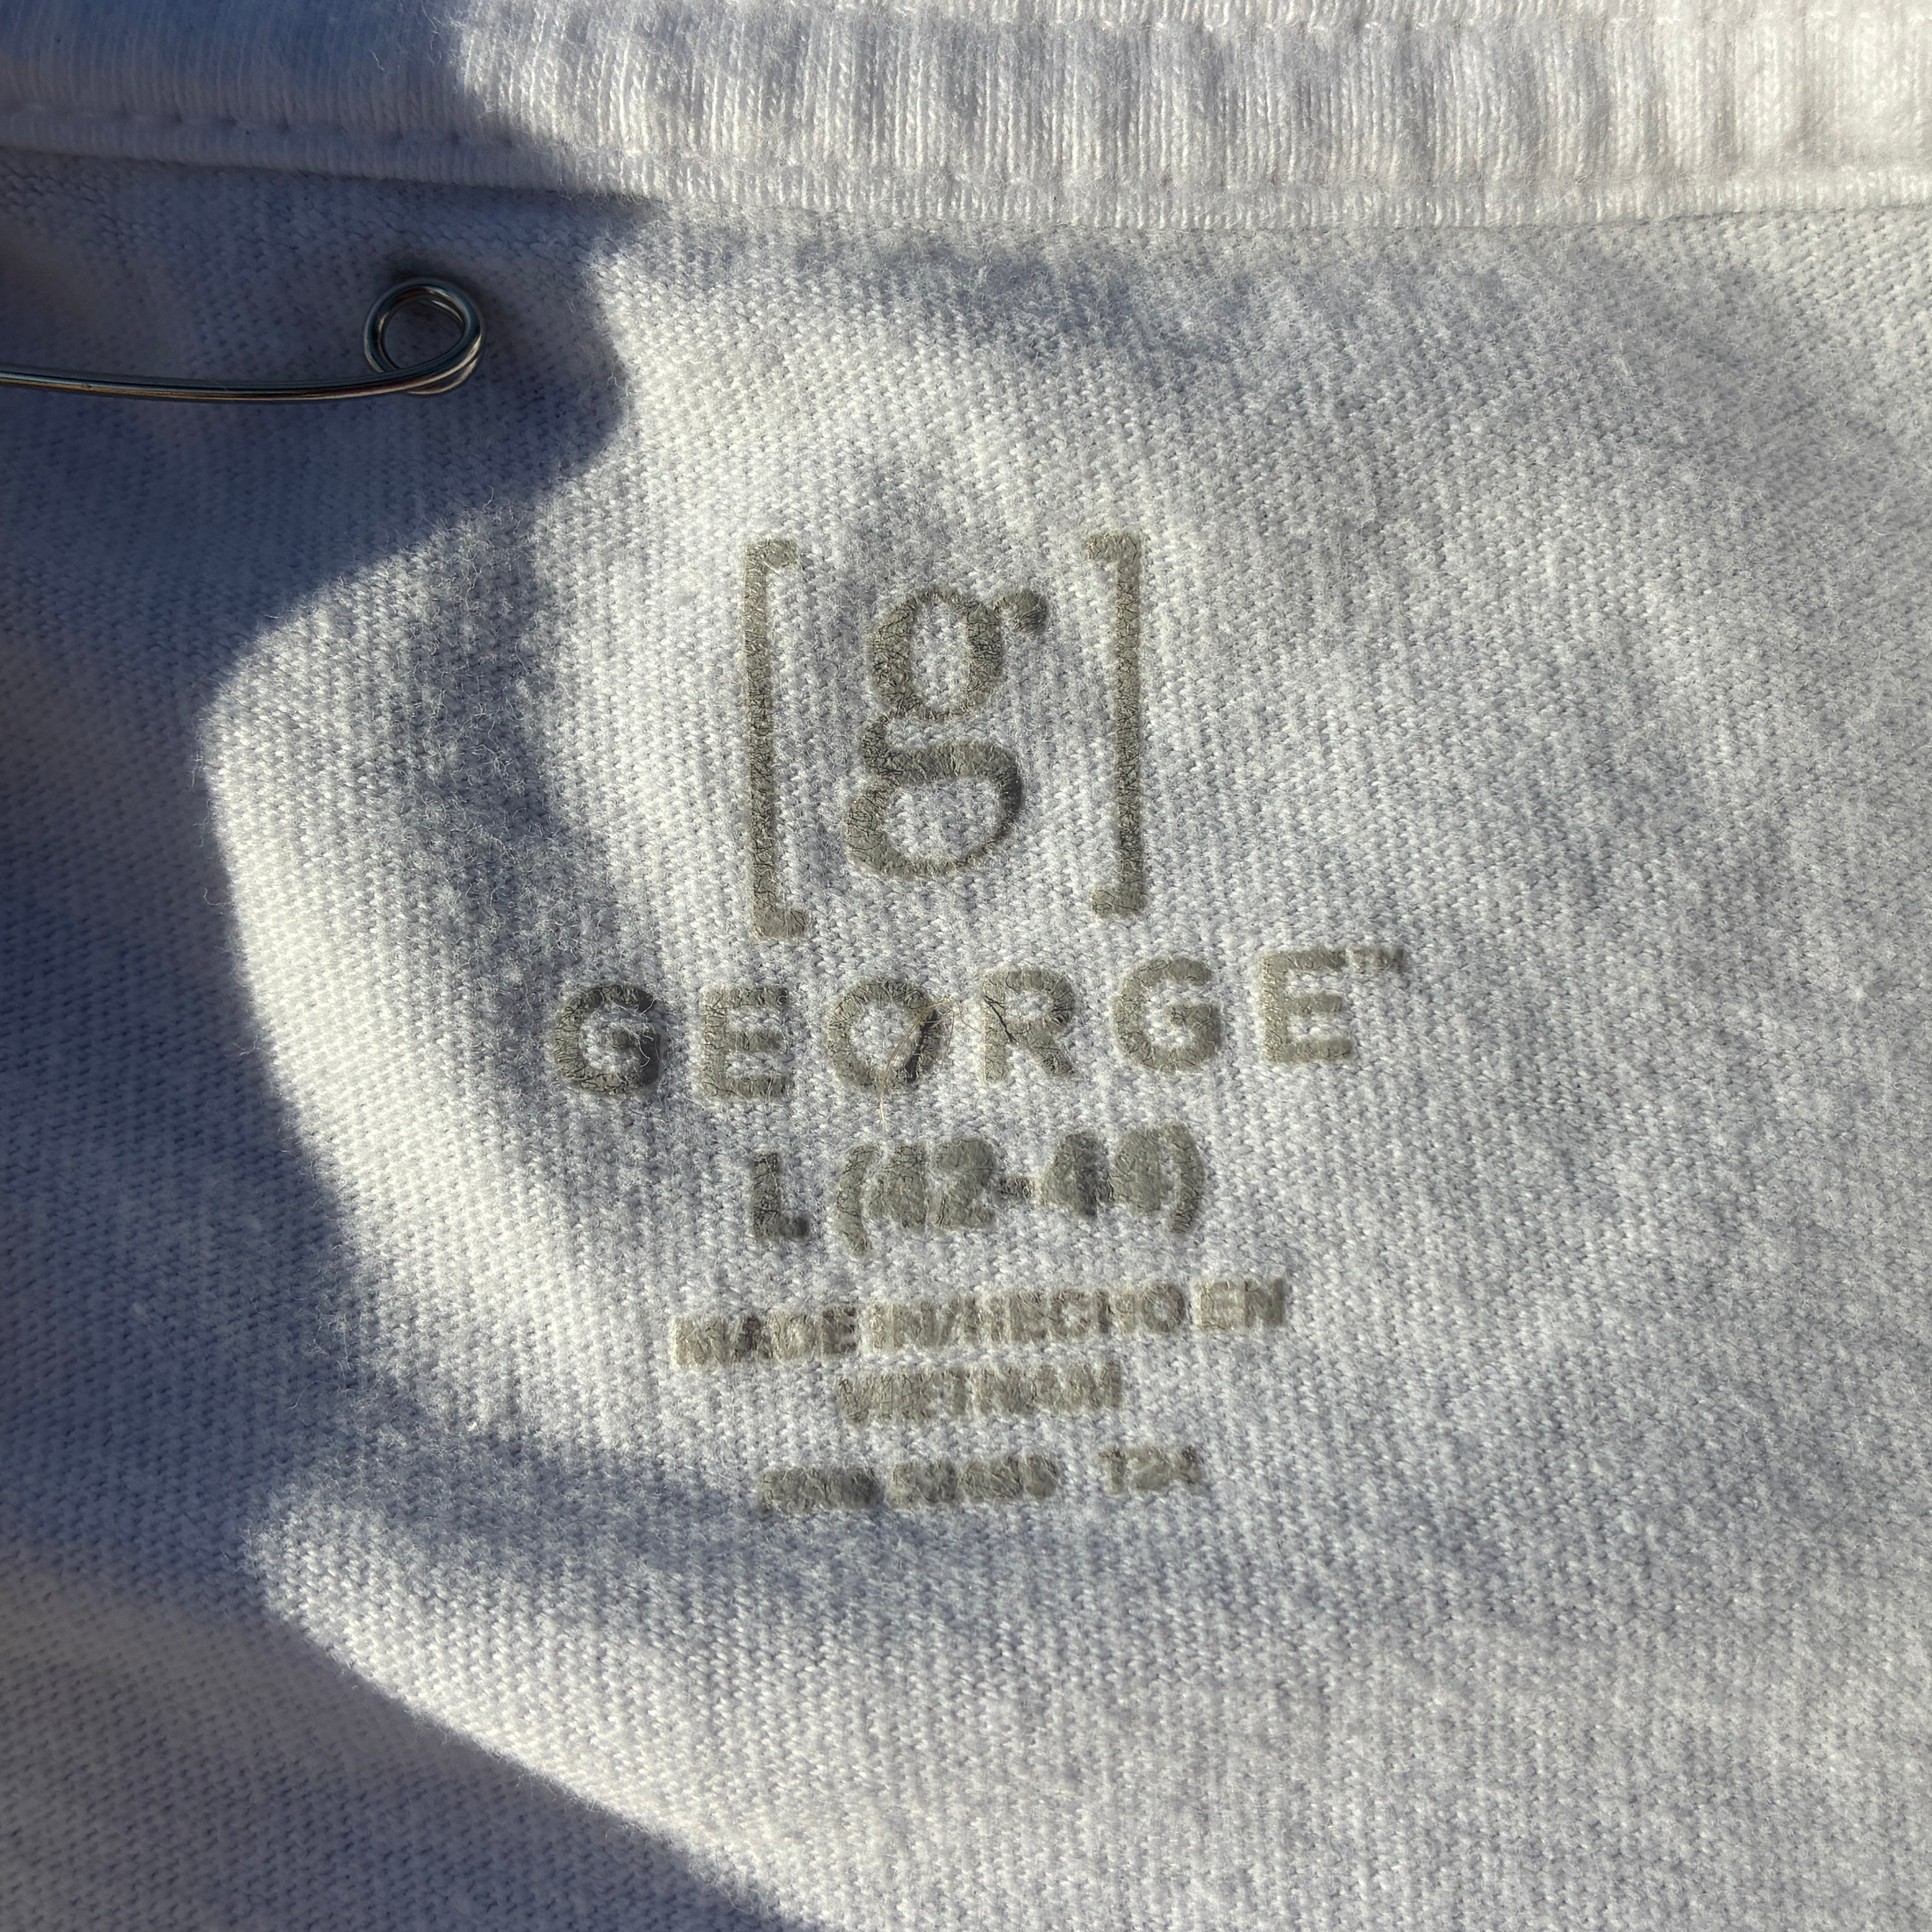 [g]
GEORGE™
L (42-44)
MADE IN/HECHO EN
VIETNAM